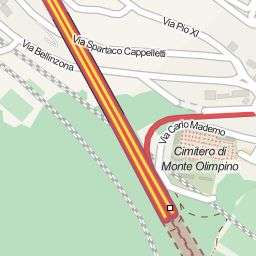 Via Pio XI
Via Spartaco Cappelletti
Via Bellinzona
Via Carlo Maderno
Cimitero di
Monte Olimpino